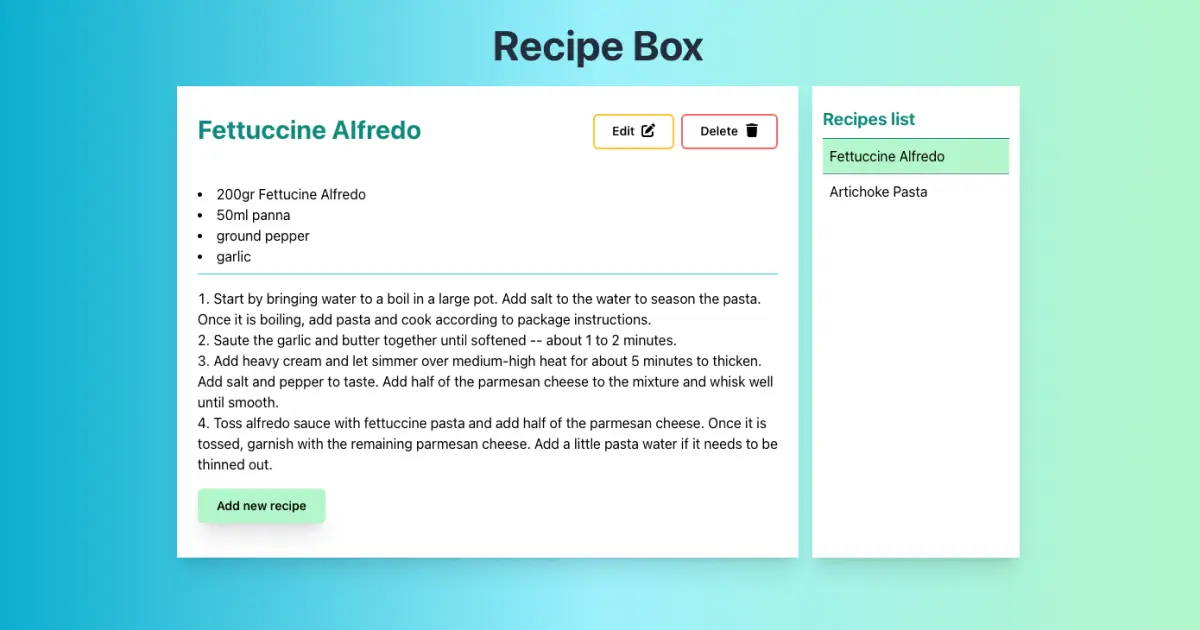 Recipe Box
Fettuccine Alfredo
Edit
Delete
200gr Fettucine Alfredo
50ml panna
ground pepper
garlic
1. Start by bringing water to a boil in a large pot. Add salt to the water to season the pasta.
Once it is boiling, add pasta and cook according to package instructions.
2. Saute the garlic and butter together until softened -- about 1 to 2 minutes.
3. Add heavy cream and let simmer over medium-high heat for about 5 minutes to thicken.
Add salt and pepper to taste. Add half of the parmesan cheese to the mixture and whisk well
until smooth.
4. Toss alfredo sauce with fettuccine pasta and add half of the parmesan cheese. Once it is
tossed, garnish with the remaining parmesan cheese. Add a little pasta water if it needs to be
thinned out.
Add new recipe
Recipes list
Fettuccine Alfredo
Artichoke Pasta